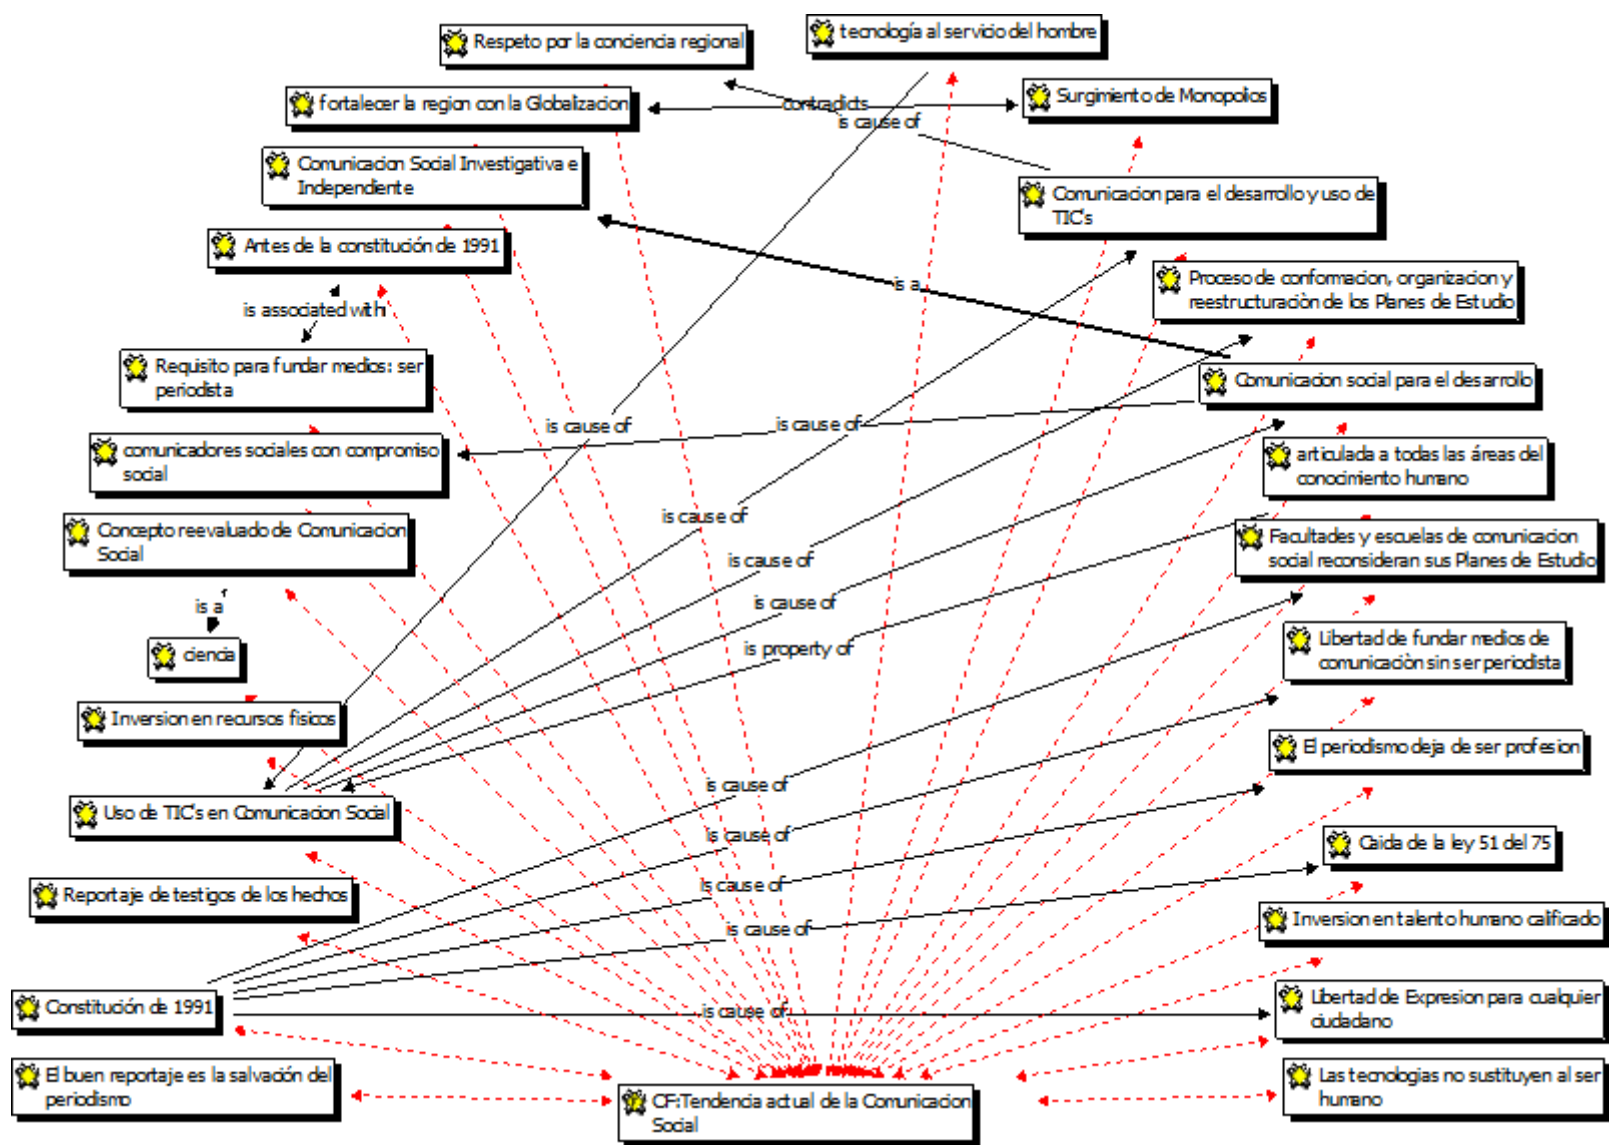 Respeto por la conciencia regional
tecnología al servicio del hombre
fortalecer la region con la Globalizacion
contradicts
Surgimiento de Monopolios
is cause of
Comunicacion Social Investigativa e
Independiente
Comunicacion para el desarrollo y uso de
TIC's
Antes de la constitución de 1991
is a
Proceso de conformacion, organizacion y
reestructuraciòn de los Planes de Estudio
is associated with
Requisito para fundar medios: ser
periodista
Comunicacion social para el desarrollo
is cause of
is cause of
comunicadores sociales con compromiso
social
articulada a todas las áreas del
conocimiento humano
Concepto reevaluado de Comunicacion
Social
is cause of
Facultades y escuelas de comunicacion
social reconsideran sus Planes de Estudio
is cause of
is a
is cause of
ciencia
is property of
Libertad de fundar medios de
comunicaciòn sin ser periodista
Inversion en recursos fisicos
El periodismo deja de ser profesion
is cause of
Uso de TIC's en Comunicacion Social
is cause of
Caida de la ley 51 del 75
Reportaje de testigos de los hechos
is cause of
is cause of
Inversion en talento humano calificado
Constitución de 1991
is cause of
Libertad de Expresion para cualquier
ciudadano
El buen reportaje es la salvación del
periodismo
CF:Tendencia actual de la Comunicacion
Social
Las tecnologias no sustituyen al ser
humano